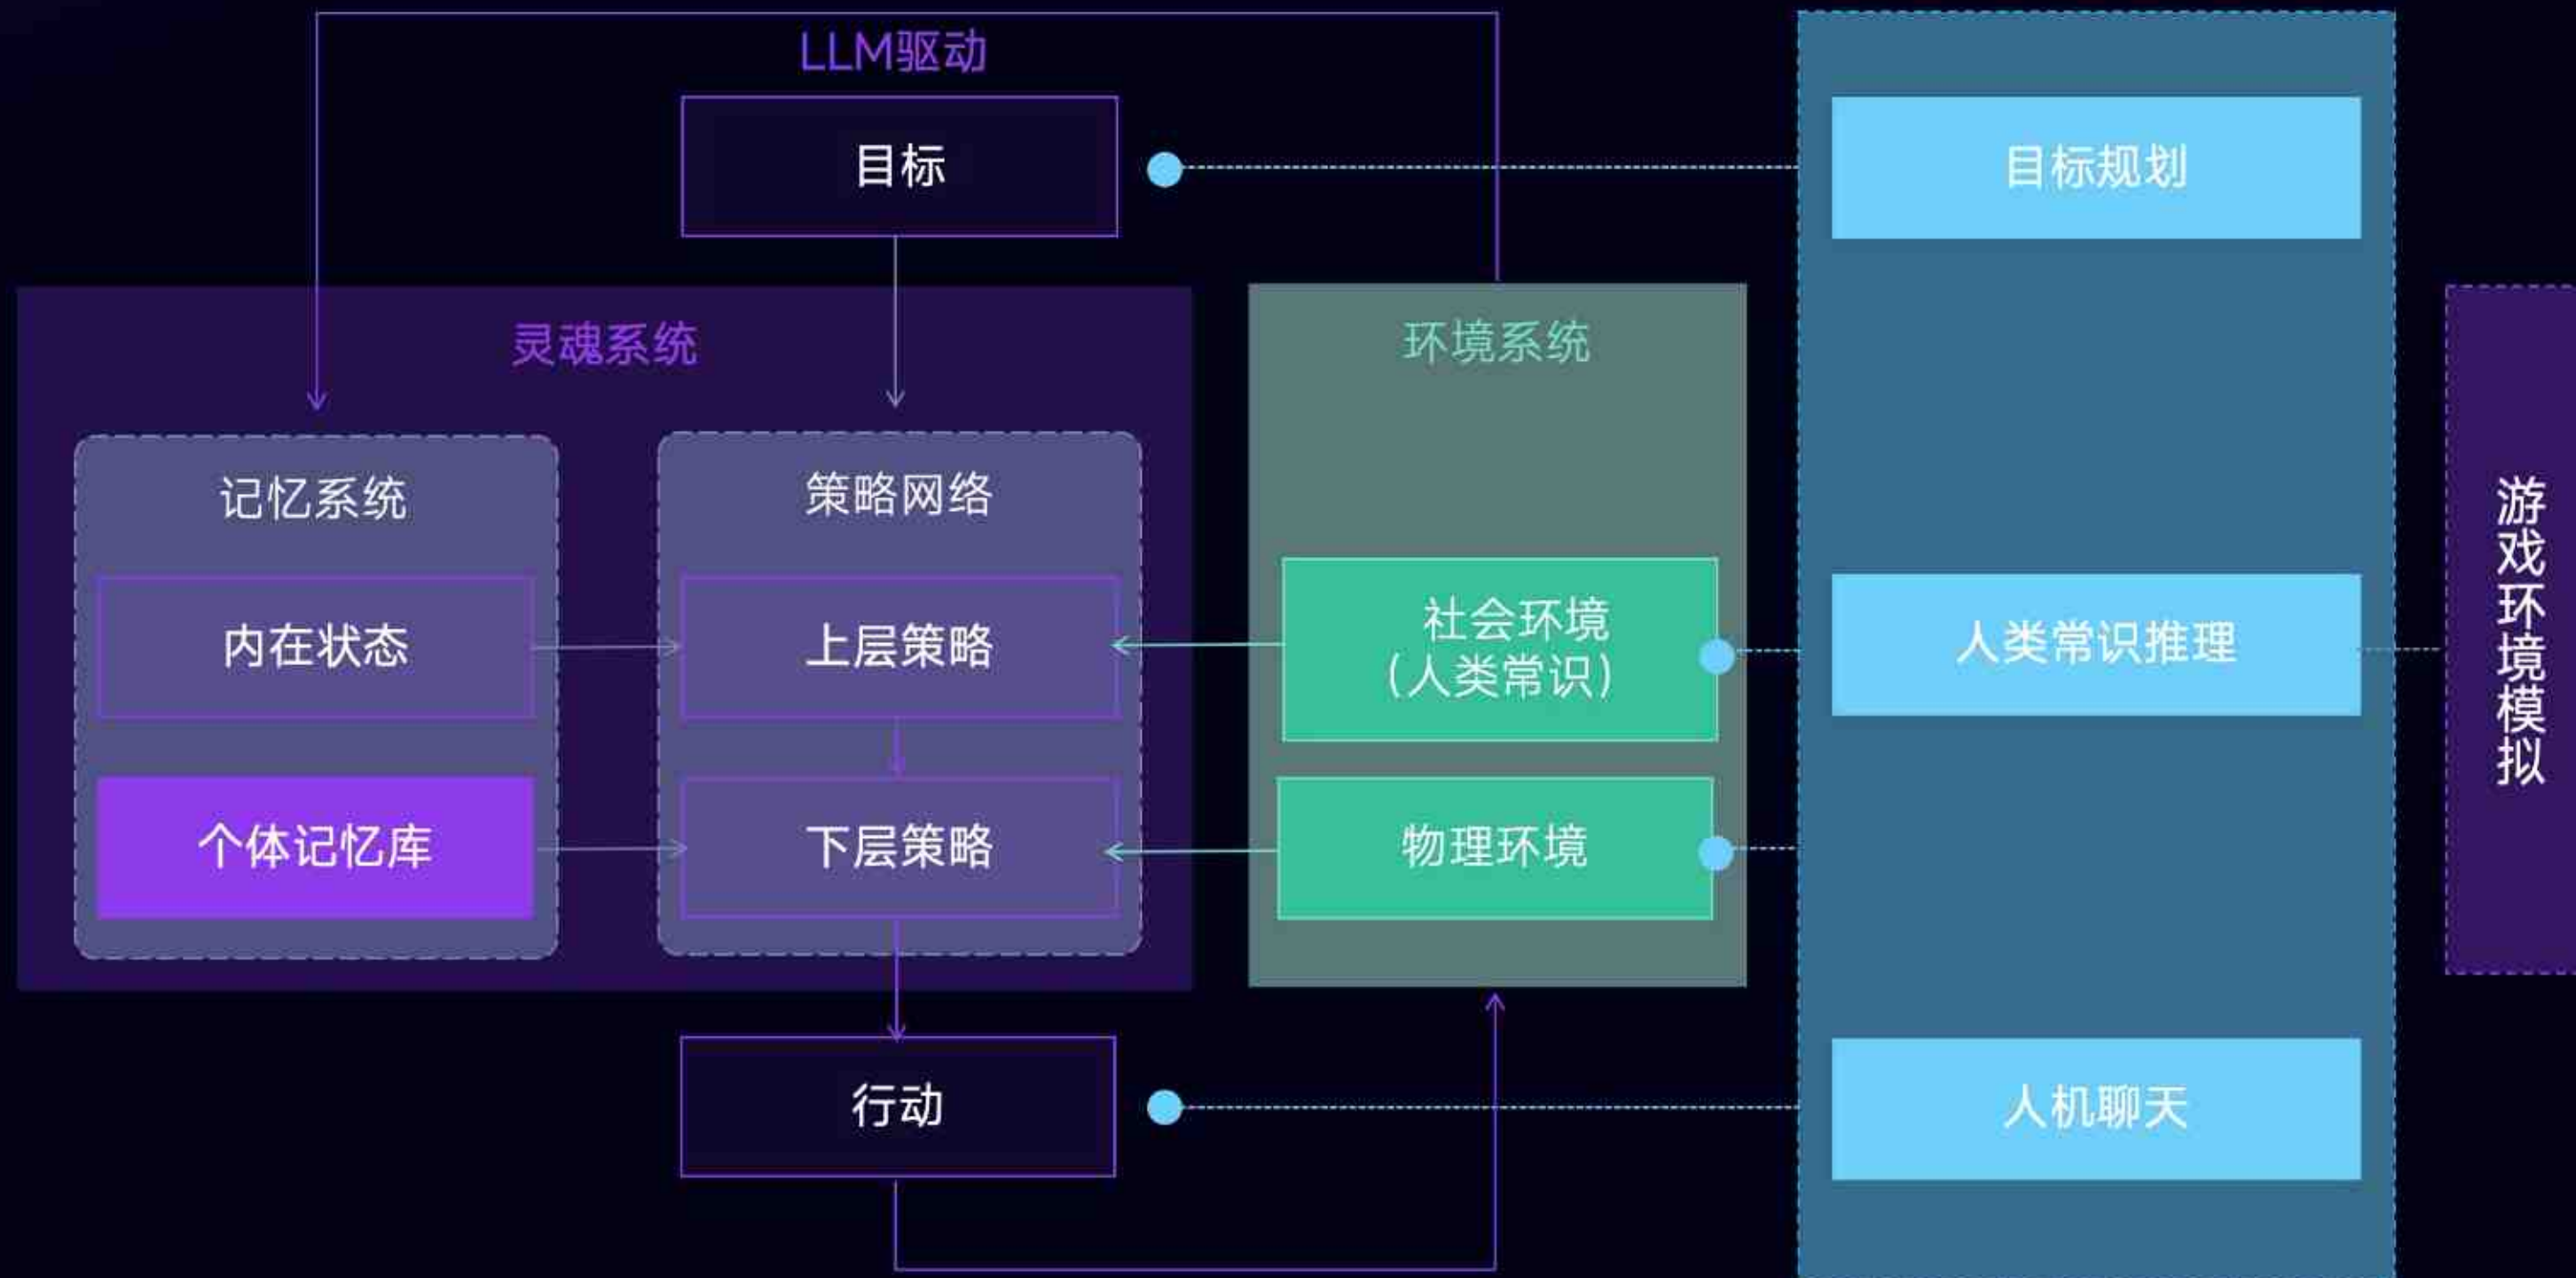 LLM驱动
目标
目标规划
灵魂系统
环境系统
记忆系统
策略网络
内在状态
上层策略
社会环境
（人类常识）
人类常识推理
游戏环境模拟
个体记忆库
下层策略
物理环境
行动
人机聊天